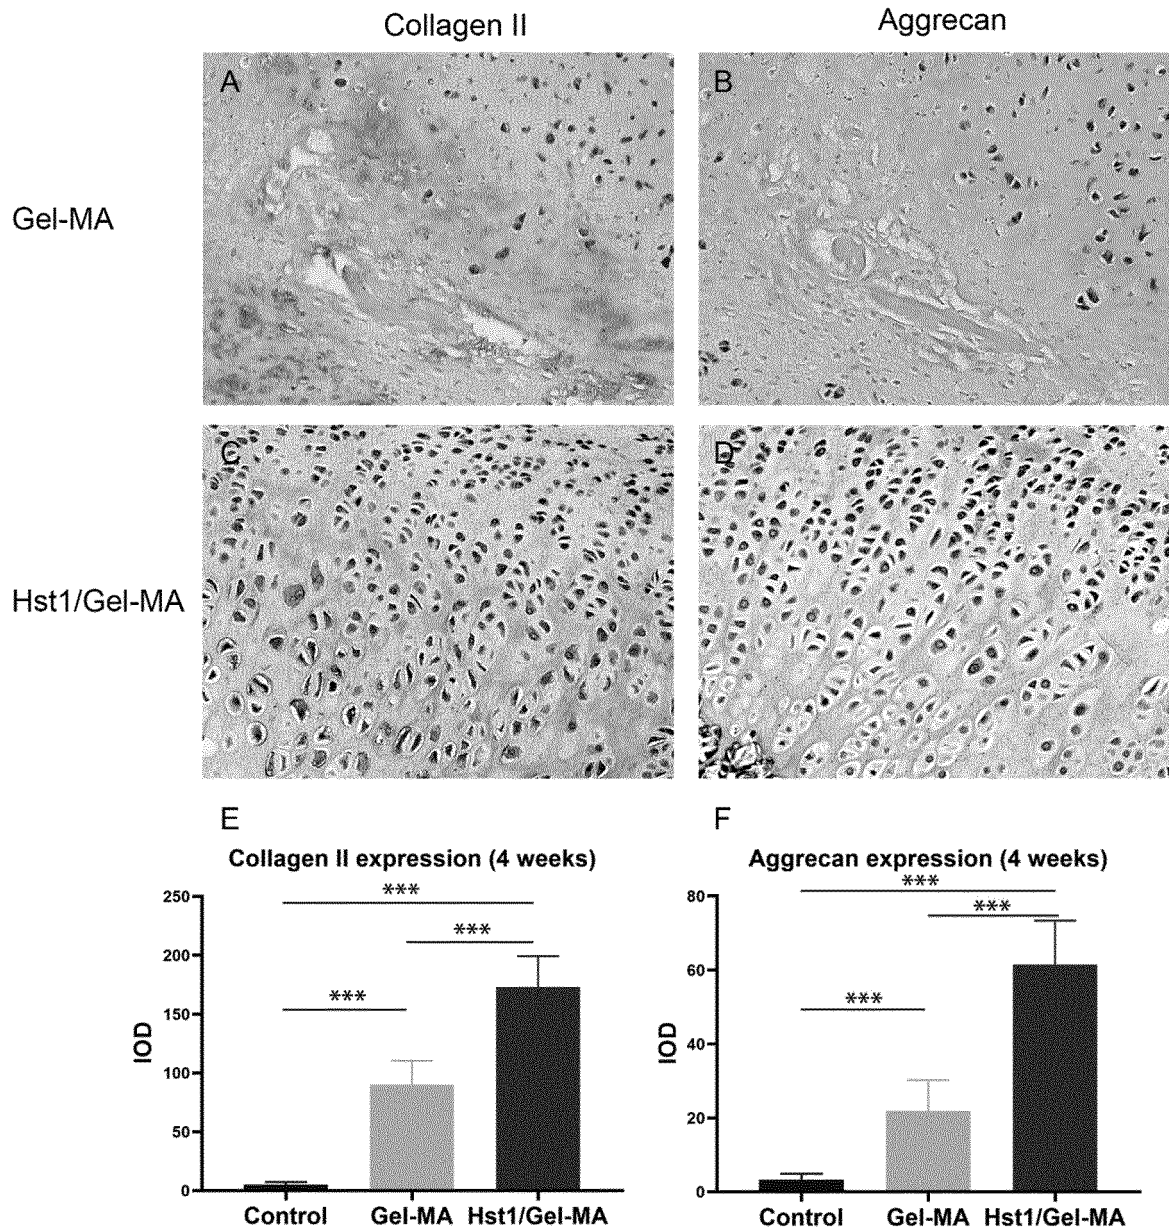 Collagen II
Aggrecan
A
B
Gel-MA
C
D
Hst1/Gel-MA
E
F
Collagen II expression (4 weeks)
Aggrecan expression (4 weeks)
250
200
150
100
50
0
IOD
***
***
***
Control
Gel-MA
Hst1/Gel-MA
80
60
40
20
0
IOD
***
***
***
Control
Gel-MA
Hst1/Gel-MA